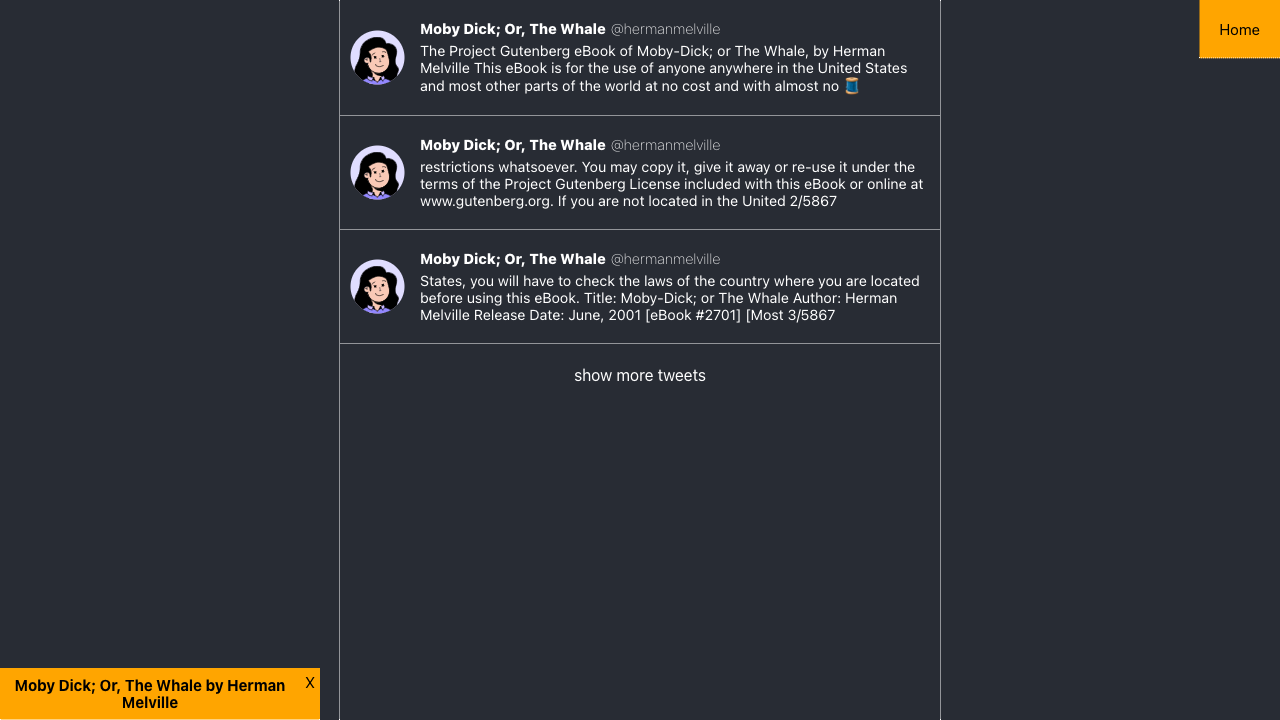 Home
Moby Dick; Or, The Whale @hermanmelville
The Project Gutenberg eBook of Moby-Dick; or The Whale, by Herman
Melville This eBook is for the use of anyone anywhere in the United States
and most other parts of the world at no cost and with almost no 🧵
Moby Dick; Or, The Whale @hermanmelville
restrictions whatsoever. You may copy it, give it away or re-use it under the
terms of the Project Gutenberg License included with this eBook or online at
www.gutenberg.org. If you are not located in the United 2/5867
Moby Dick; Or, The Whale @hermanmelville
States, you will have to check the laws of the country where you are located
before using this eBook. Title: Moby-Dick; or The Whale Author: Herman
Melville Release Date: June, 2001 [eBook #2701] [Most 3/5867
show more tweets
Moby Dick; Or, The Whale by Herman
Melville
X